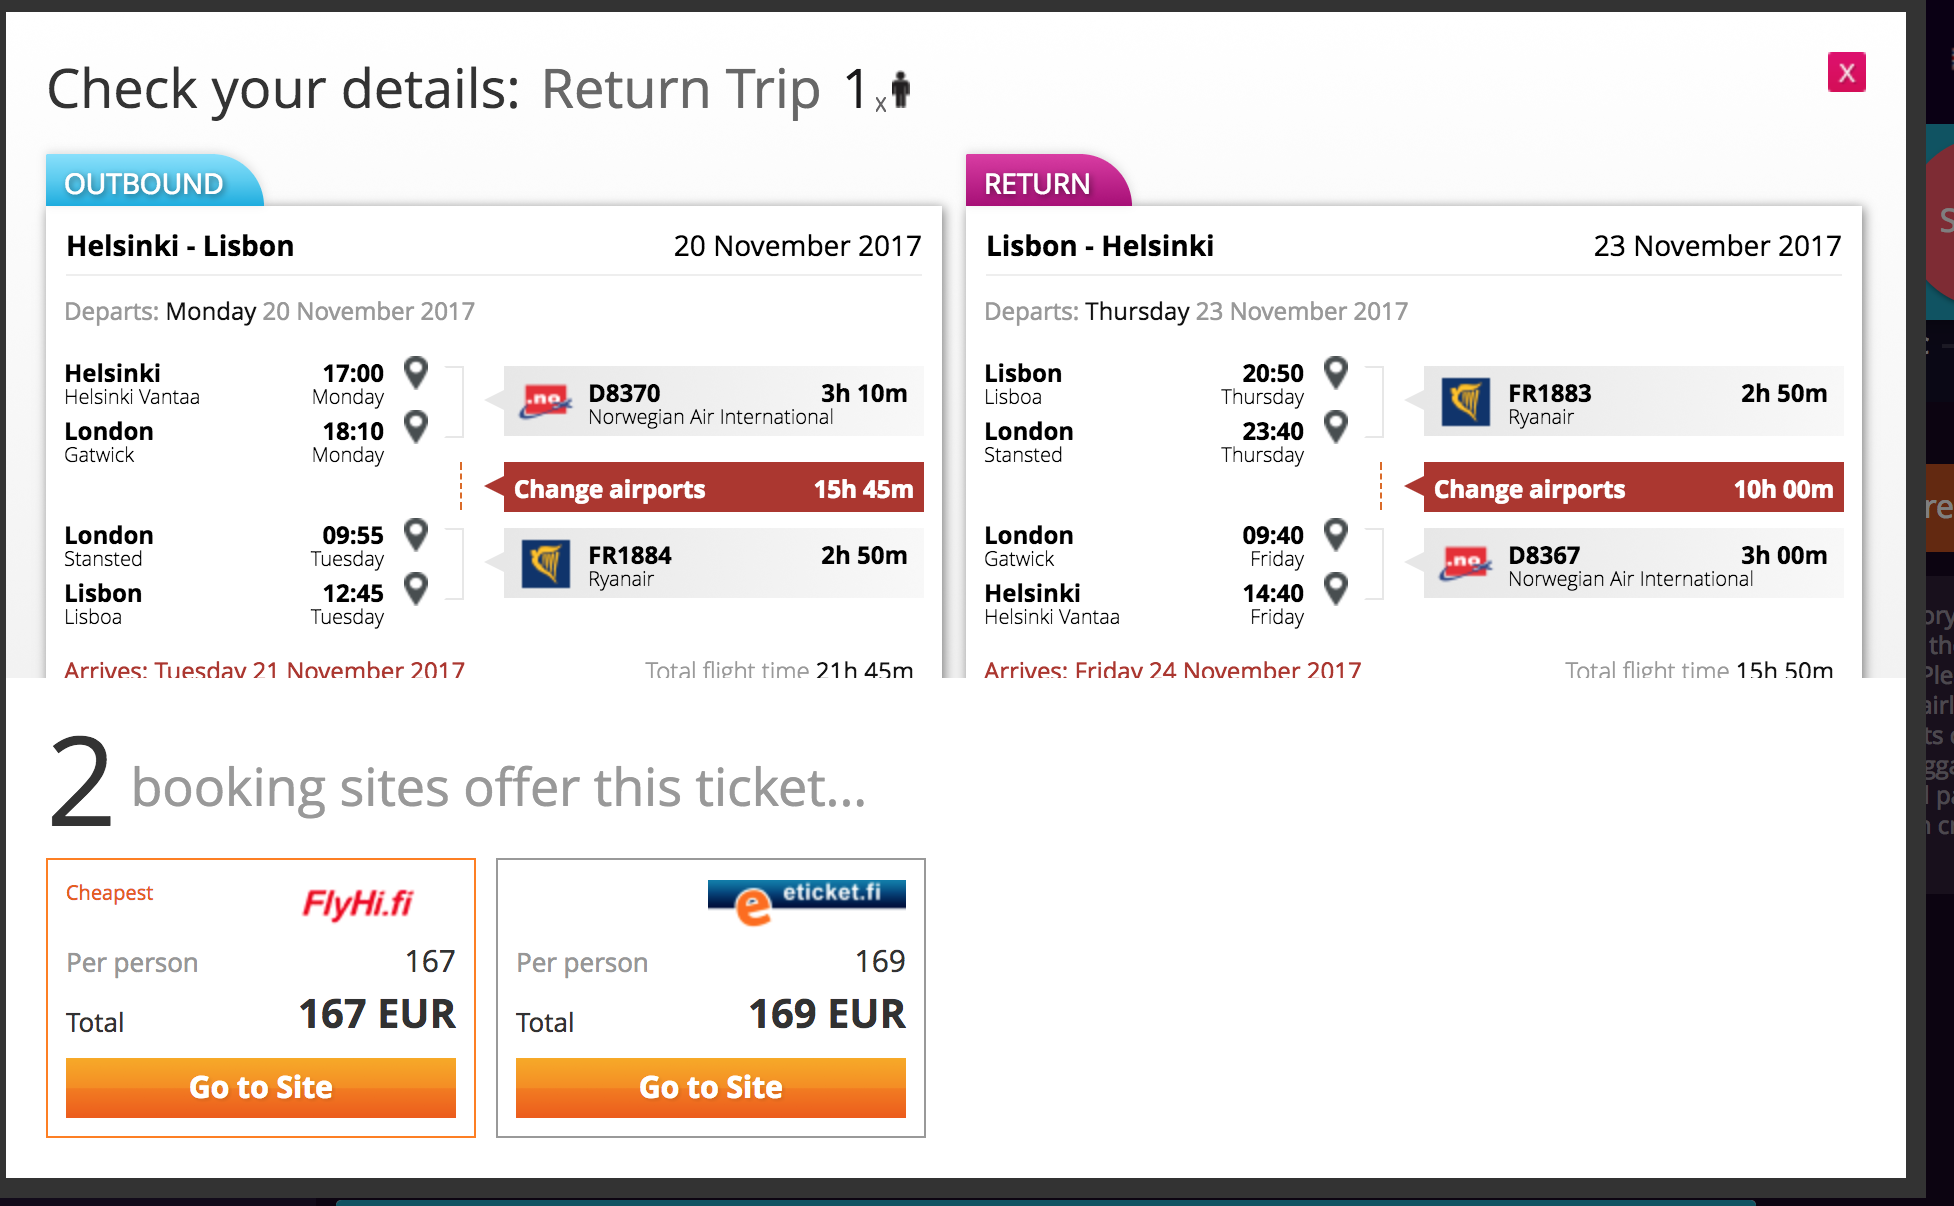 Check your details: Return Trip 1 x
X
OUTBOUND
Helsinki - Lisbon 20 November 2017
Departs: Monday 20 November 2017
Helsinki 17:00
Helsinki Vantaa Monday
London 18:10
Gatwick Monday
D8370 3h 10m
Norwegian Air International
Change airports 15h 45m
London 09:55
Stansted Tuesday
Lisbon 12:45
Lisboa Tuesday
FR1884 2h 50m
Ryanair
Arrives: Tuesday 21 November 2017 Total flight time 21h 45m
RETURN
Lisbon - Helsinki 23 November 2017
Departs: Thursday 23 November 2017
Lisbon 20:50
Lisboa Thursday
London 23:40
Stansted Thursday
FR1883 2h 50m
Ryanair
Change airports 10h 00m
London 09:40
Gatwick Friday
Helsinki 14:40
Helsinki Vantaa Friday
.no D8367 3h 00m
Norwegian Air International
Arrives: Friday 24 November 2017 Total flight time 15h 50m
2 booking sites offer this ticket...
Cheapest FlyHi.fi
Per person 167
Total 167 EUR
Go to Site
e eticket.fi
Per person 169
Total 169 EUR
Go to Site